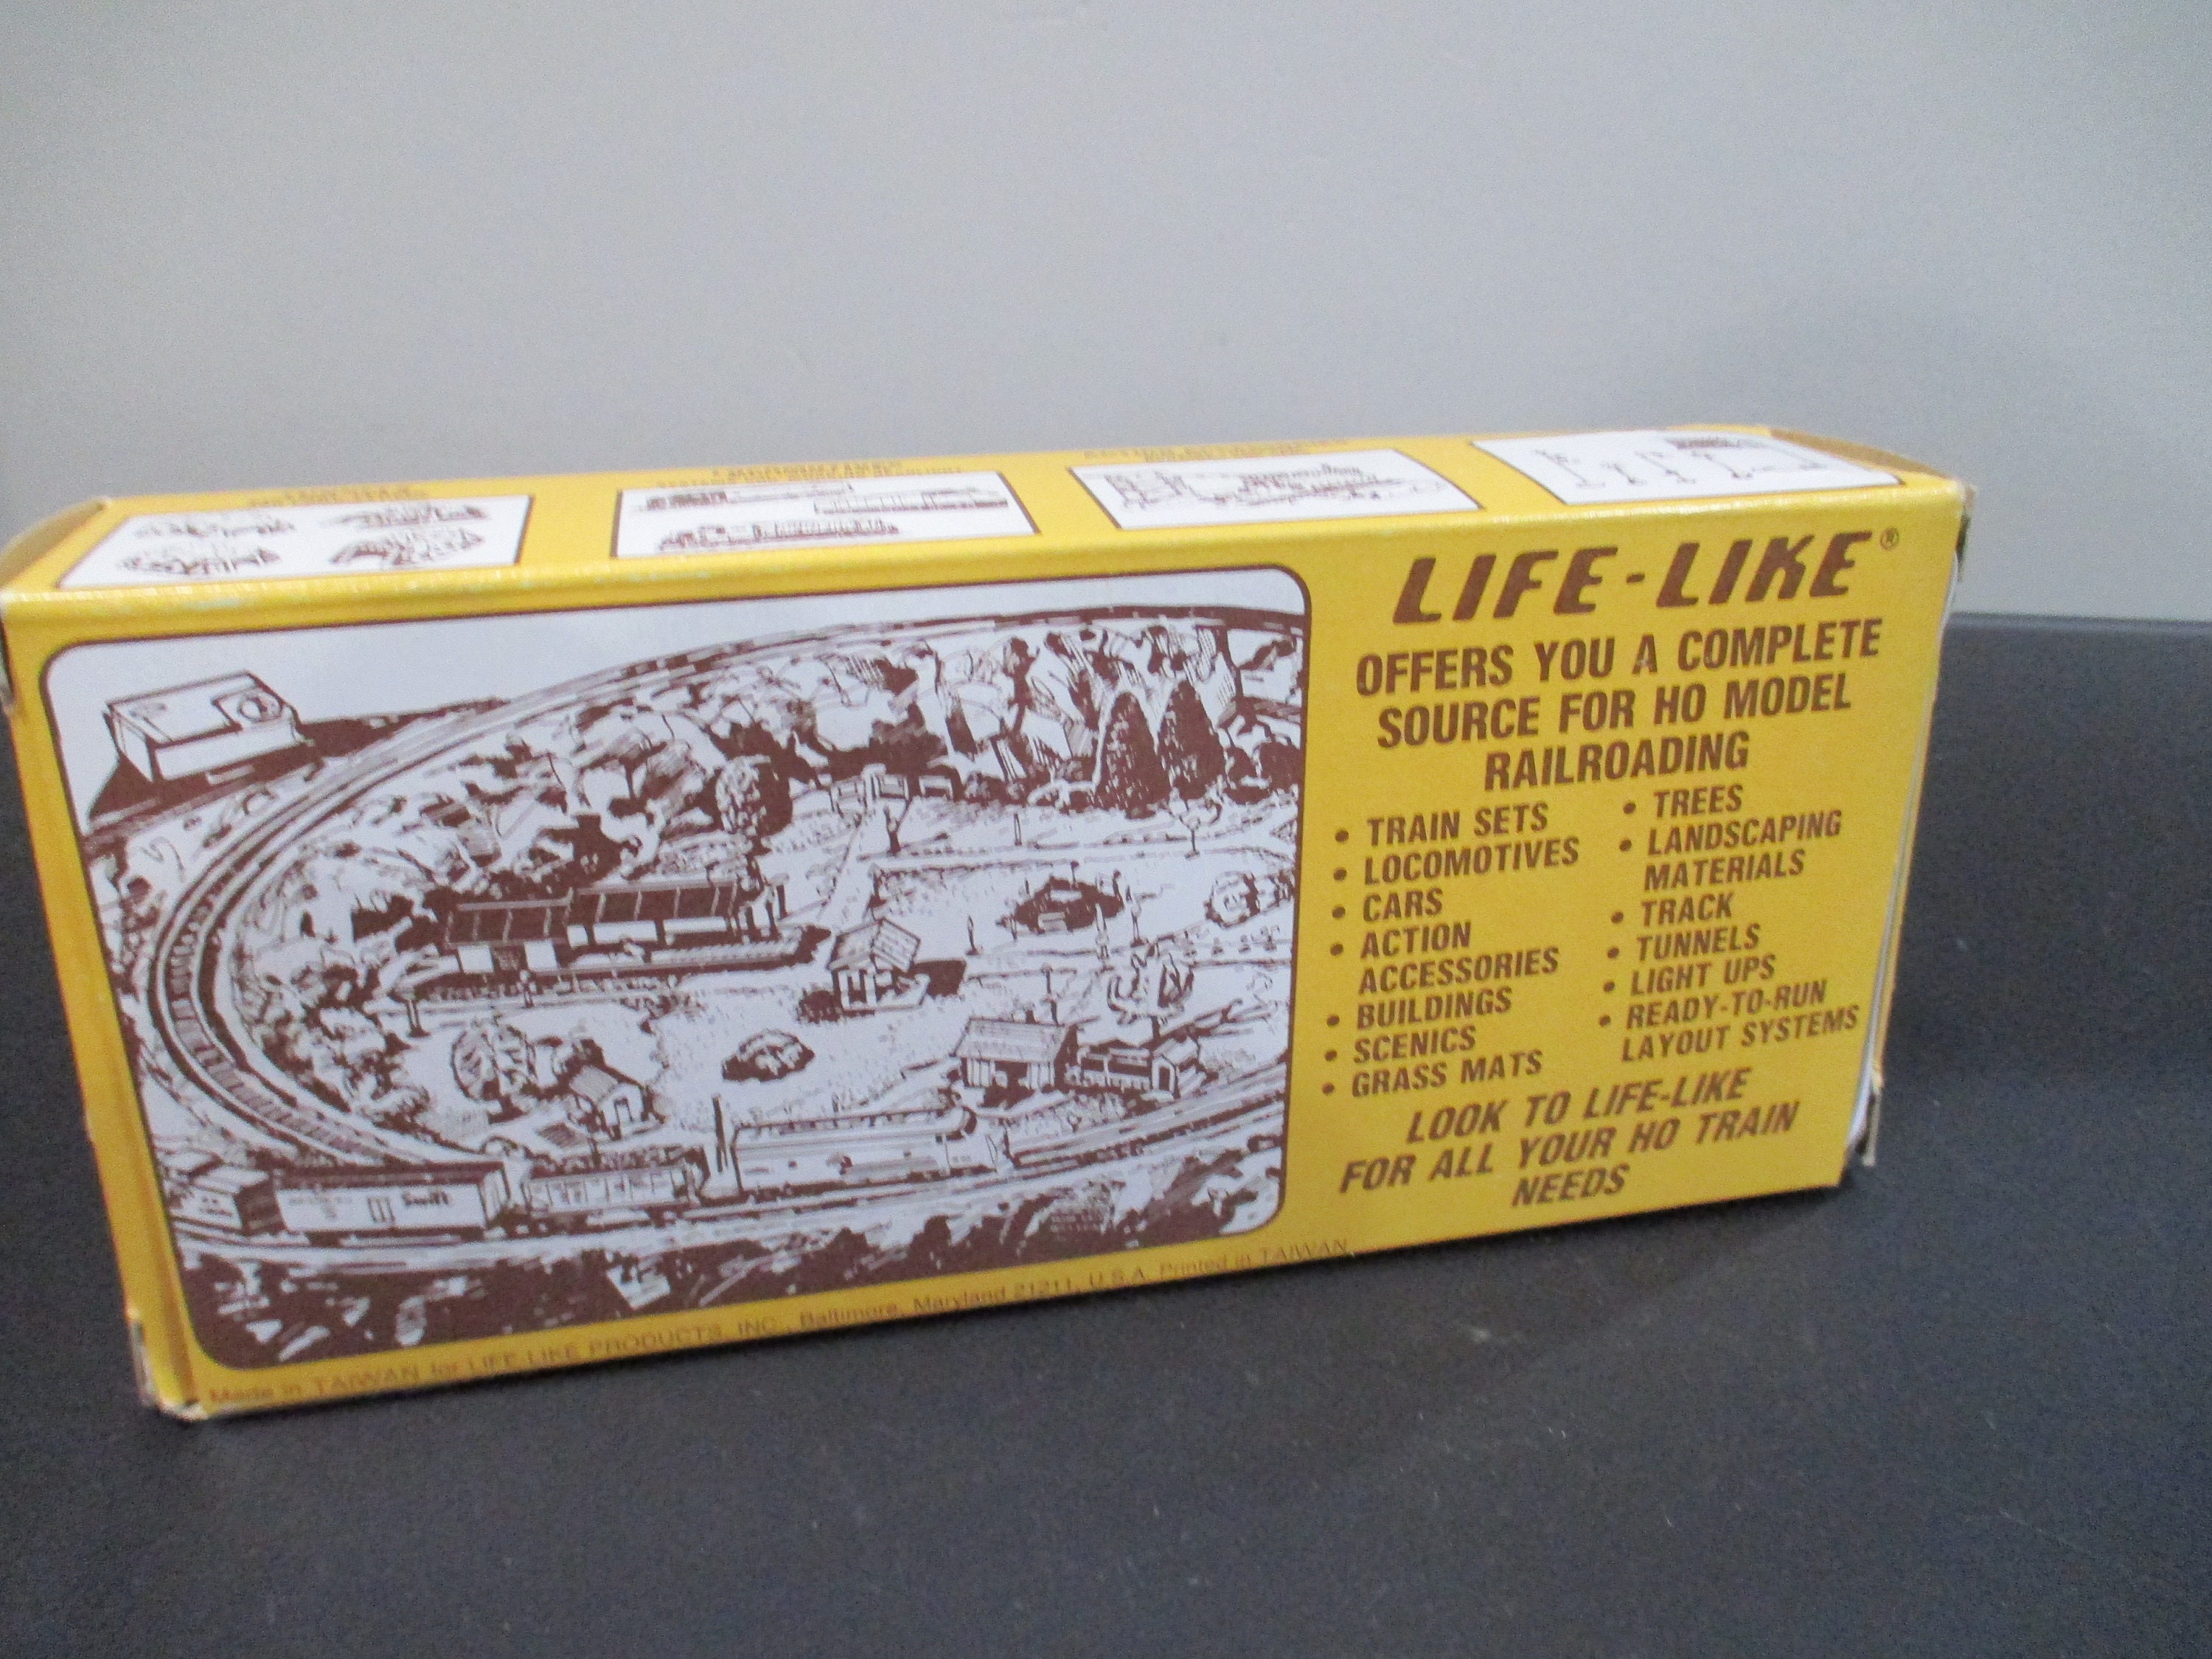 LIFE-LIKE®
OFFERS YOU A COMPLETE
SOURCE FOR HO MODEL
RAILROADING
• TRAIN SETS
• LOCOMOTIVES
• CARS
• ACTION
ACCESSORIES
• BUILDINGS
• SCENICS
• GRASS MATS
• TREES
• LANDSCAPING
MATERIALS
• TRACK
• TUNNELS
• LIGHT UPS
• READY-TO-RUN
LAYOUT SYSTEMS
LOOK TO LIFE-LIKE
FOR ALL YOUR HO TRAIN
NEEDS
Swift
Made in TAIWAN for LIFE-LIKE PRODUCTS, INC., Baltimore, Maryland 21211, U.S.A. Printed in TAIWAN